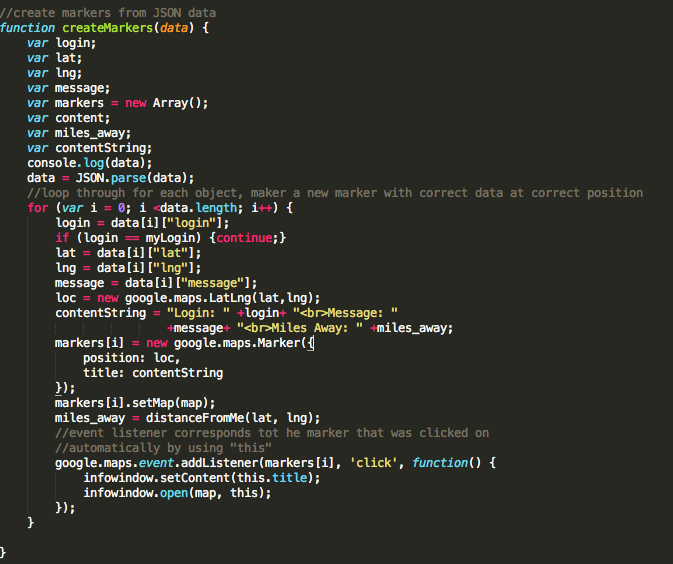 //create markers from JSON data
function createMarkers(data) {
    var login;
    var lat;
    var lng;
    var message;
    var markers = new Array();
    var content;
    var miles_away;
    var contentString;
    console.log(data);
    data = JSON.parse(data);
    //loop through for each object, maker a new marker with correct data at correct position
    for (var i = 0; i <data.length; i++) {
        login = data[i]["login"];
        if (login == myLogin) {continue;}
        lat = data[i]["lat"];
        lng = data[i]["lng"];
        message = data[i]["message"];
        loc = new google.maps.LatLng(lat,lng);
        contentString = "Login: " +login+ "<br>Message: "
                        +message+ "<br>Miles Away: " +miles_away;
        markers[i] = new google.maps.Marker({
            position: loc,
            title: contentString
        });
        markers[i].setMap(map);
        miles_away = distanceFromMe(lat, lng);
        //event listener corresponds tot he marker that was clicked on
        //automatically by using "this"
        google.maps.event.addListener(markers[i], 'click', function() {
            infowindow.setContent(this.title);
            infowindow.open(map, this);
        });
    }
}